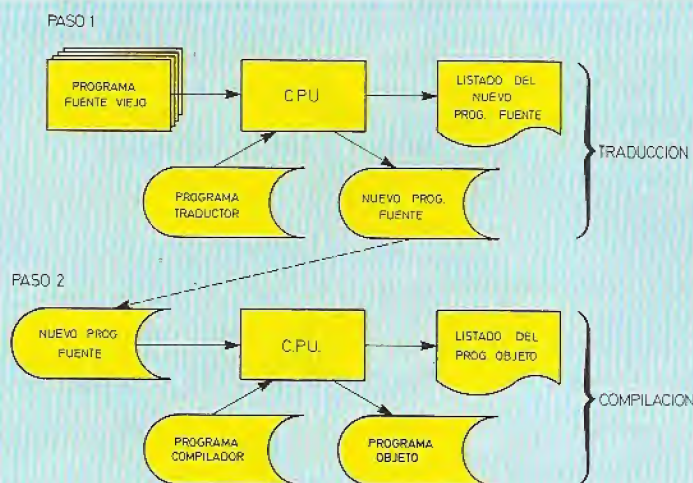 PASO 1
PROGRAMA
FUENTE VIEJO
CPU
LISTADO DEL
NUEVO
PROG. FUENTE
TRADUCCION
PROGRAMA
TRADUCTOR
NUEVO PROG.
FUENTE
PASO 2
NUEVO PROG
FUENTE
C.P.U.
LISTADO DEL
PROG OBJETO
COMPILACION
PROGRAMA
COMPILADOR
PROGRAMA
OBJETO